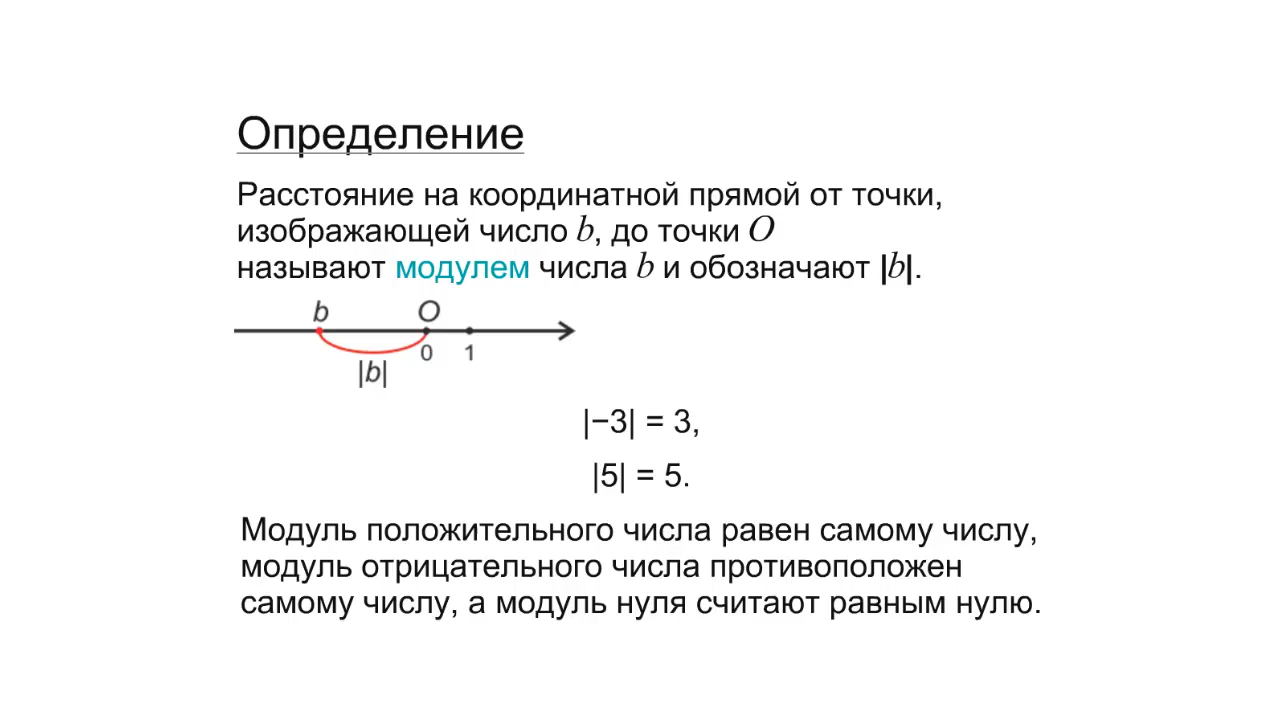 Определение
Расстояние на координатной прямой от точки,
изображающей число b, до точки O
называют модулем числа b и обозначают |b|.
b O
0 1
|b|
|−3| = 3,
|5| = 5.
Модуль положительного числа равен самому числу,
модуль отрицательного числа противоположен
самому числу, а модуль нуля считают равным нулю.